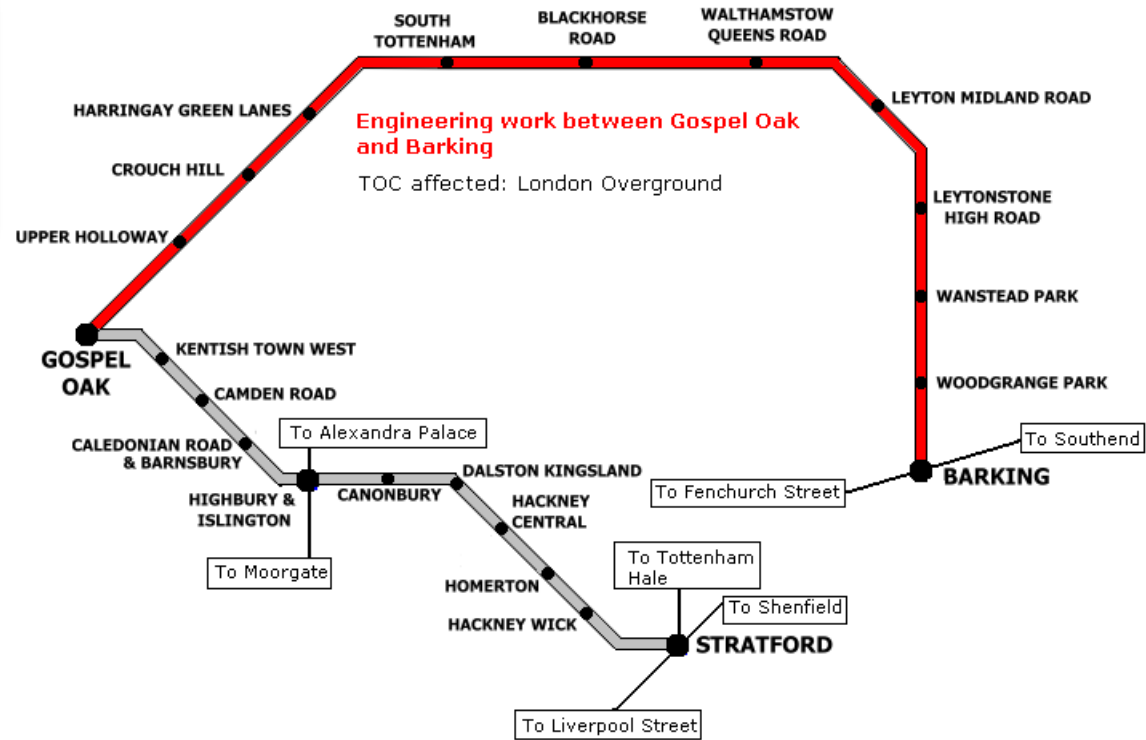 SOUTH
TOTTENHAM
BLACKHORSE
ROAD
WALTHAMSTOW
QUEENS ROAD
HARRINGAY GREEN LANES
LEYTON MIDLAND ROAD
Engineering work between Gospel Oak
and Barking
TOC affected: London Overground
CROUCH HILL
LEYTONSTONE
HIGH ROAD
UPPER HOLLOWAY
WANSTEAD PARK
GOSPEL
OAK
KENTISH TOWN WEST
WOODGRANGE PARK
CAMDEN ROAD
To Alexandra Palace
To Southend
CALEDONIAN ROAD
& BARNSBURY
DALSTON KINGSLAND
BARKING
HIGHBURY &
ISLINGTON
CANONBURY
To Fenchurch Street
HACKNEY
CENTRAL
To Moorgate
To Tottenham
Hale
HOMERTON
To Shenfield
HACKNEY WICK
STRATFORD
To Liverpool Street